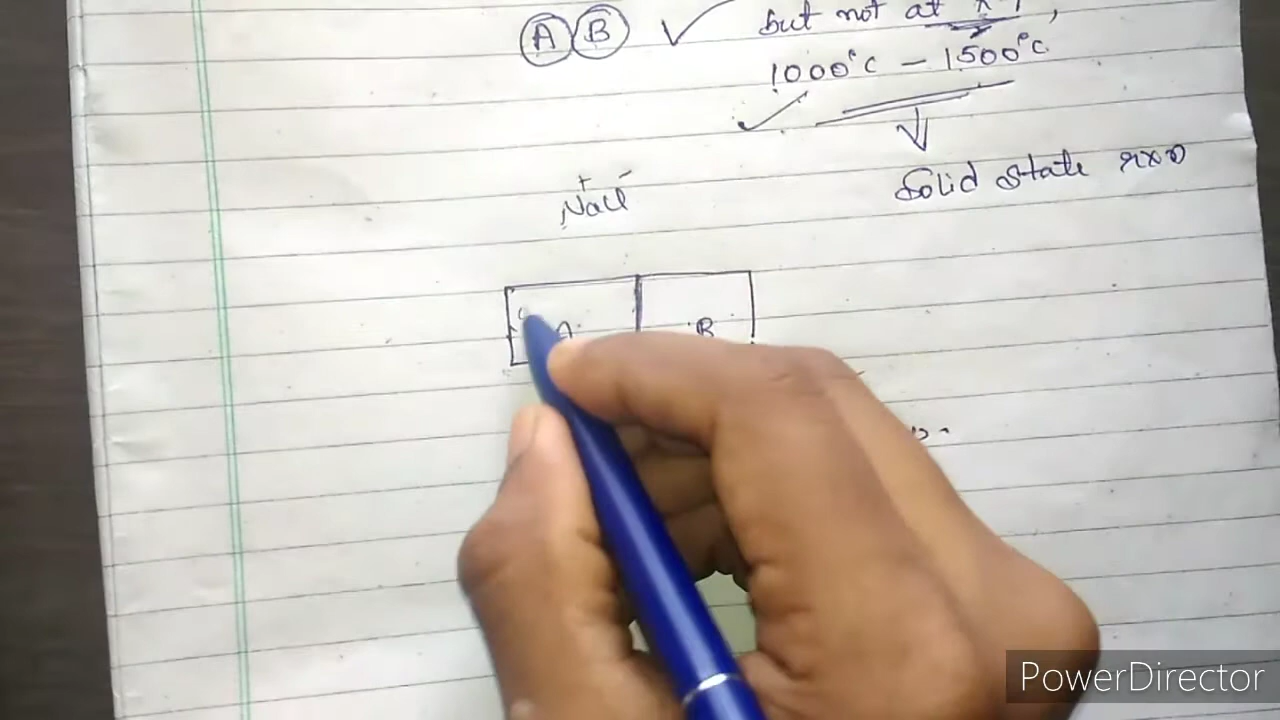 but not at
A B ✓
1000°C - 1500°C
Solid state rxn
+ -
NaCl
A B
PowerDirector